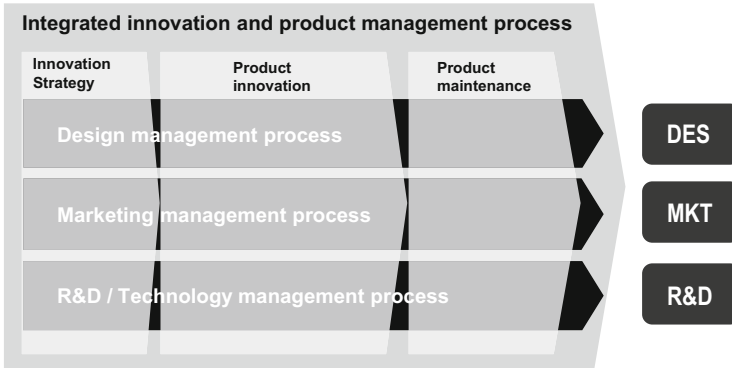 Integrated innovation and product management process
Innovation
Strategy
Product
innovation
Product
maintenance
Design management process
DES
Marketing management process
MKT
R&D / Technology management process
R&D